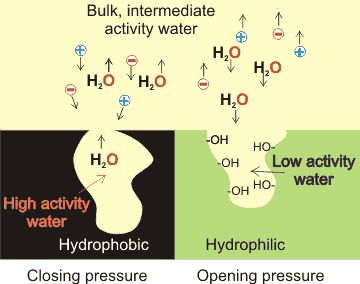 Bulk, intermediate
activity water
+ - H₂O H₂O
- +
+ - +
H₂O H₂O
- H₂O
H₂O
High activity
water
Hydrophobic
-OH HO-
-OH HO-
-OH
Low activity
water
Hydrophilic
Closing pressure
Opening pressure